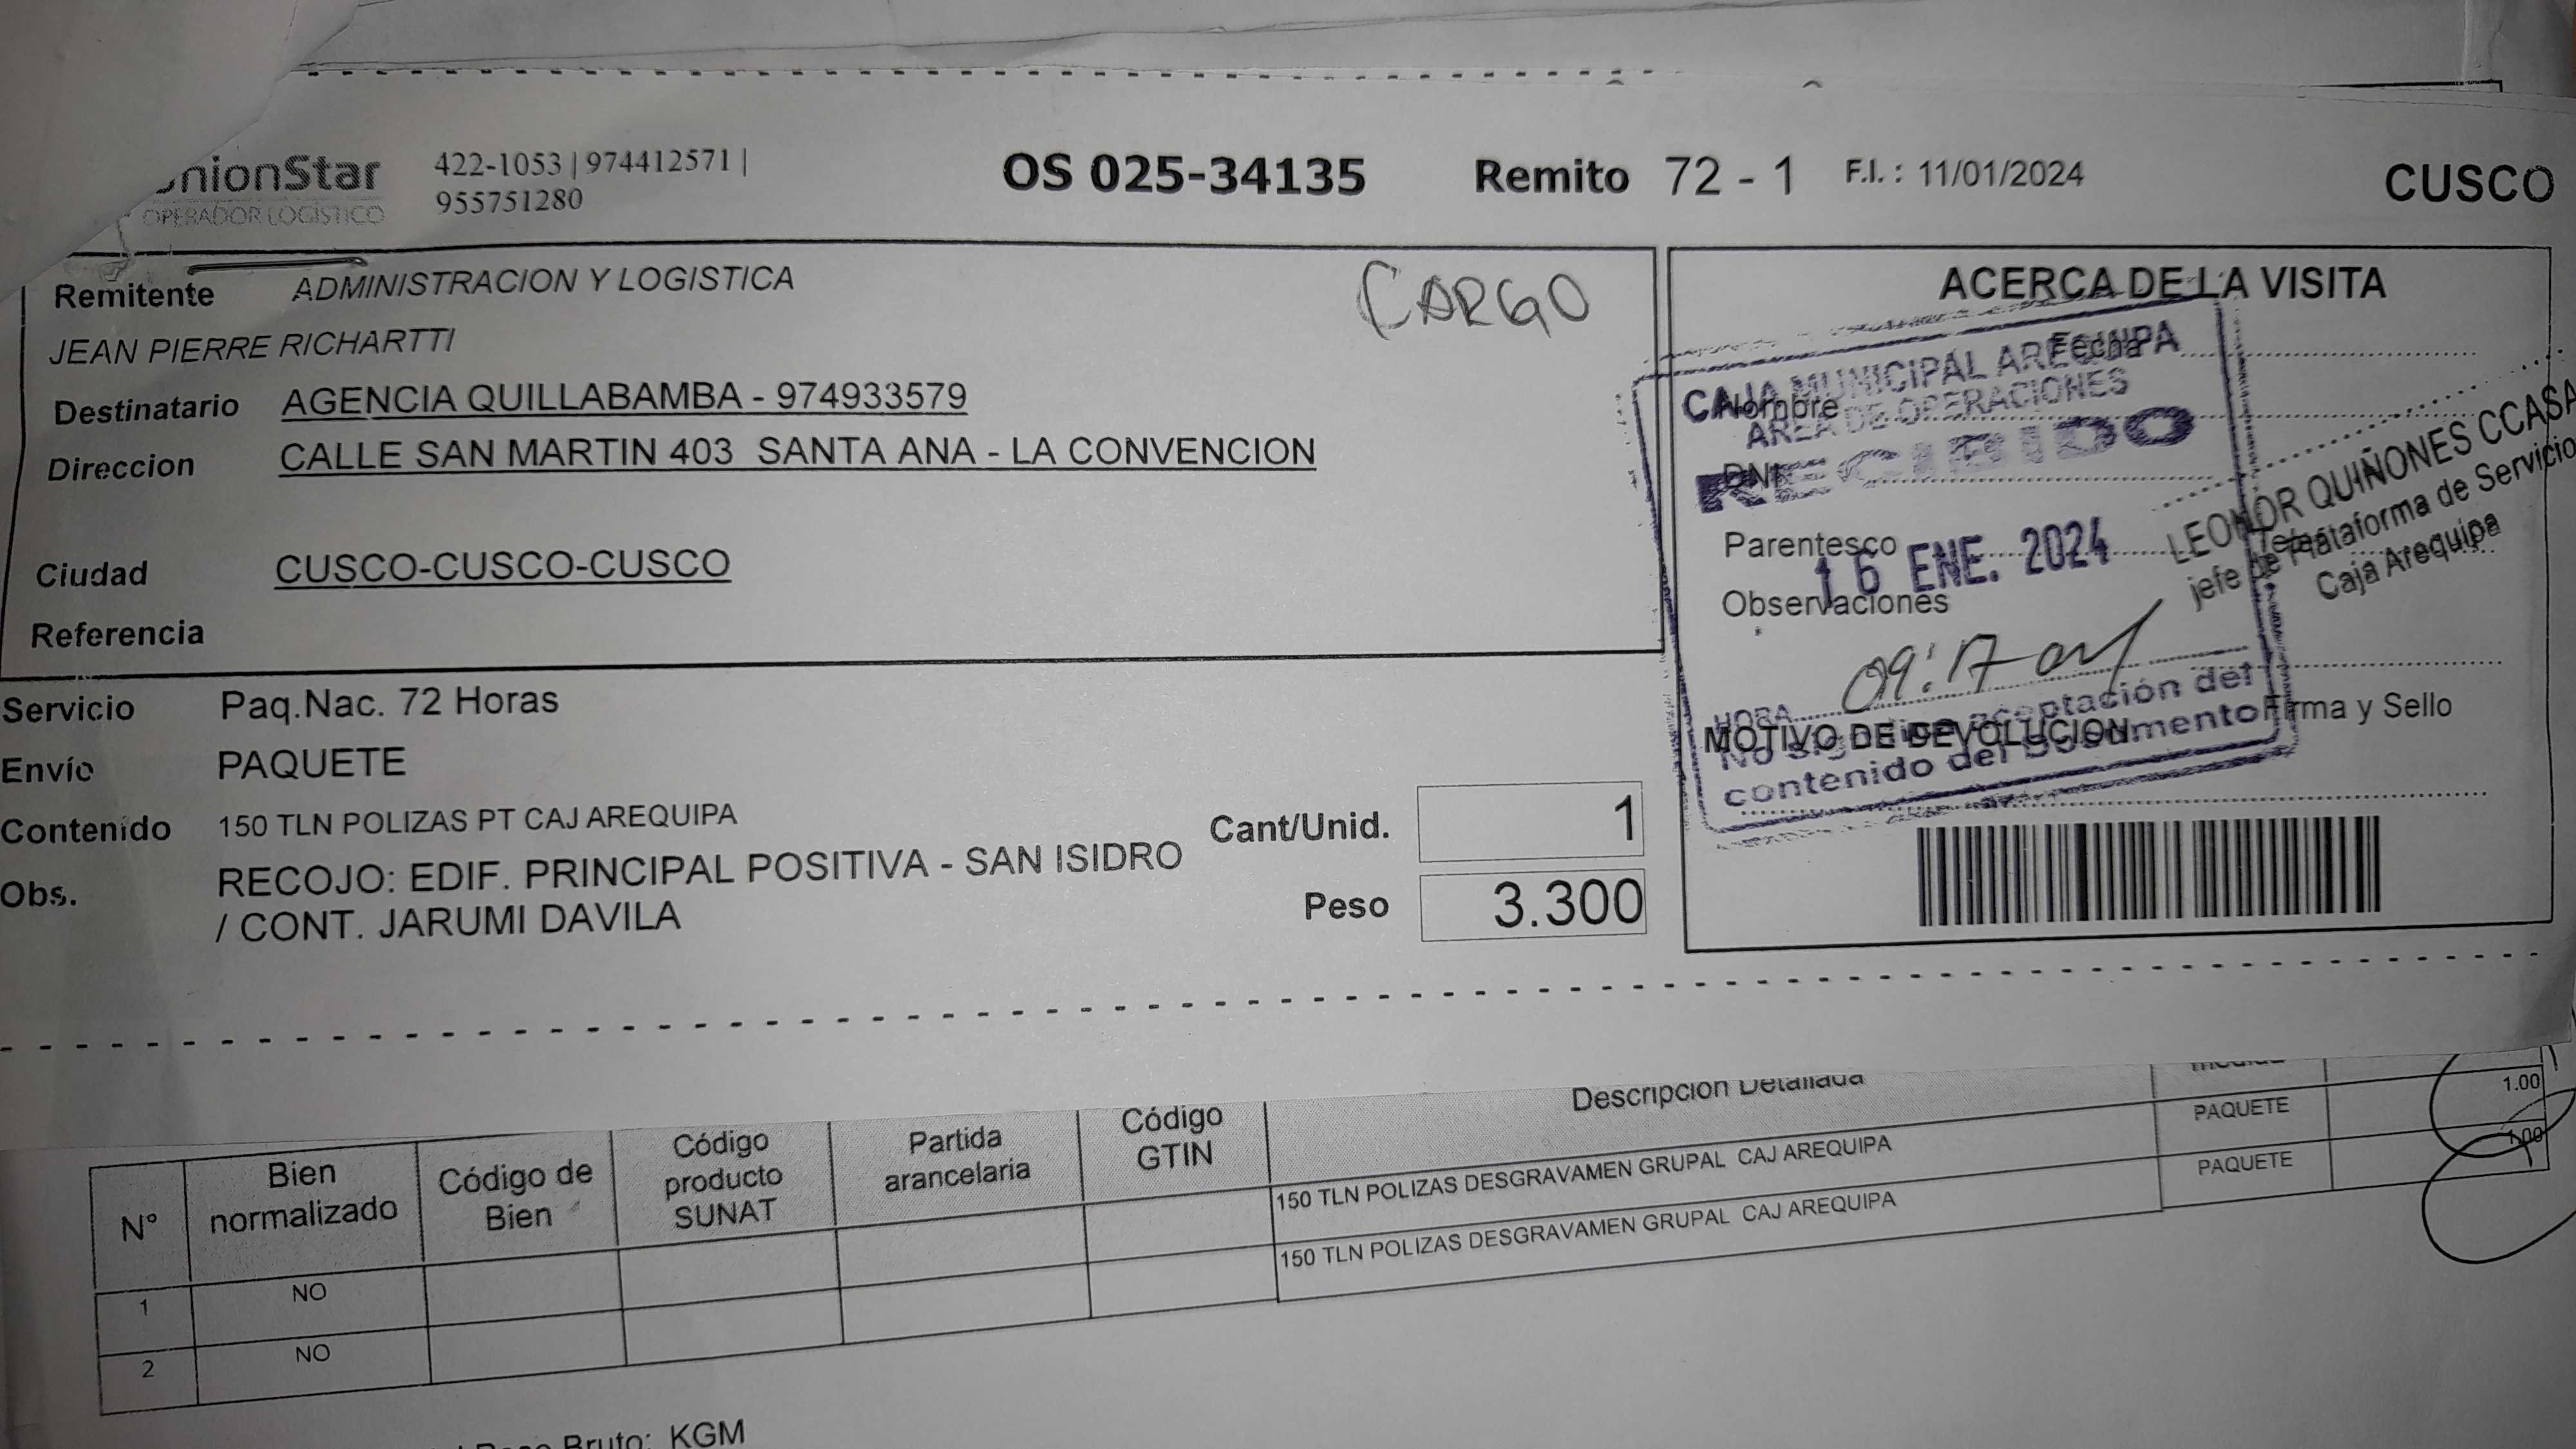 nionStar
OPERADOR LOGÍSTICO
422-1053 | 974412571 |
955751280
OS 025-34135
Remito 72 - 1
F.I. : 11/01/2024
CUSCO
Remitente ADMINISTRACION Y LOGISTICA
JEAN PIERRE RICHARTTI
CARGO
Destinatario AGENCIA QUILLABAMBA - 974933579
Direccion CALLE SAN MARTIN 403 SANTA ANA - LA CONVENCION
Ciudad CUSCO-CUSCO-CUSCO
Referencia
Servicio Paq.Nac. 72 Horas
Envío PAQUETE
Contenido 150 TLN POLIZAS PT CAJ AREQUIPA
Obs. RECOJO: EDIF. PRINCIPAL POSITIVA - SAN ISIDRO
/ CONT. JARUMI DAVILA
Cant/Unid. 1
Peso 3.300
ACERCA DE LA VISITA
Fecha
Nombre
DNI
Parentesco
Observaciones
Firma y Sello
MOTIVO DE DEVOLUCION
CAJA MUNICIPAL AREQUIPA
AREA DE OPERACIONES
RECIBIDO
16 ENE. 2024
HORA
No significa aceptación del
contenido del Documento
LEONOR QUIÑONES CCASA
jefe de Plataforma de Servicio
Caja Arequipa
N° Bien normalizado Código de Bien Código producto SUNAT Partida arancelaria Código GTIN Descripción Detallada
1 NO 150 TLN POLIZAS DESGRAVAMEN GRUPAL CAJ AREQUIPA PAQUETE 1.00
2 NO 150 TLN POLIZAS DESGRAVAMEN GRUPAL CAJ AREQUIPA PAQUETE 1.00
Bruto: KGM